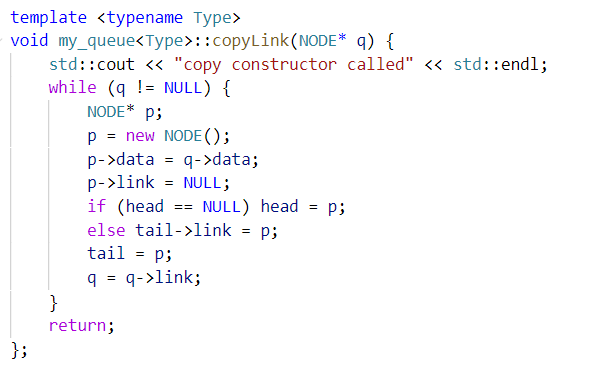 template <typename Type>
void my_queue<Type>::copyLink(NODE* q) {
    std::cout << "copy constructor called" << std::endl;
    while (q != NULL) {
        NODE* p;
        p = new NODE();
        p->data = q->data;
        p->link = NULL;
        if (head == NULL) head = p;
        else tail->link = p;
        tail = p;
        q = q->link;
    }
    return;
};